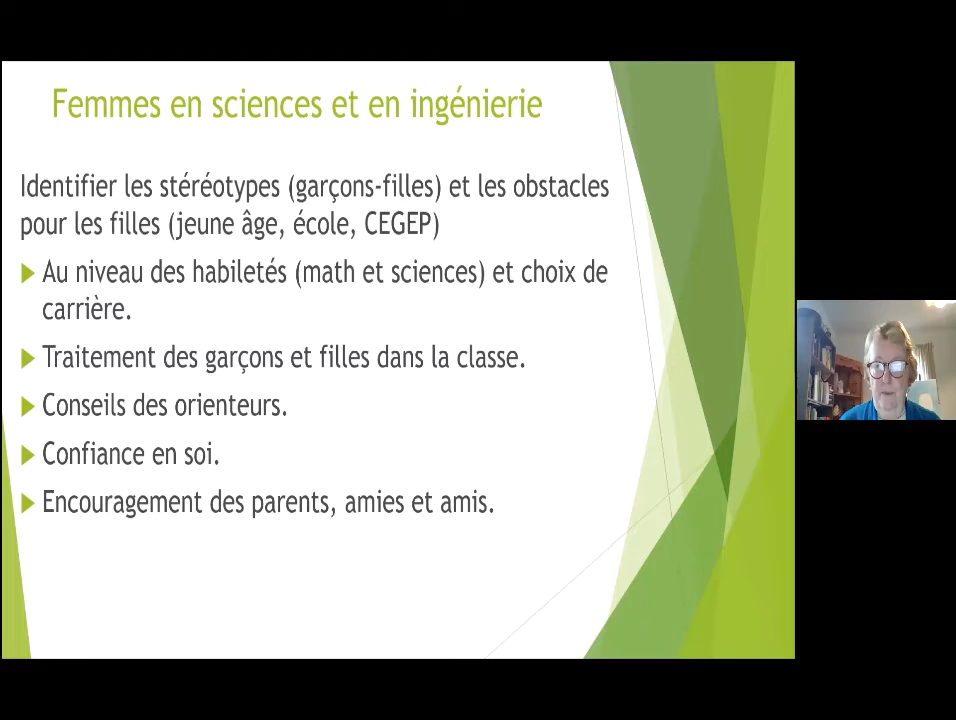 Femmes en sciences et en ingénierie
Identifier les stéréotypes (garçons-filles) et les obstacles
pour les filles (jeune âge, école, CEGEP)
Au niveau des habiletés (math et sciences) et choix de
carrière.
Traitement des garçons et filles dans la classe.
Conseils des orienteurs.
Confiance en soi.
Encouragement des parents, amies et amis.